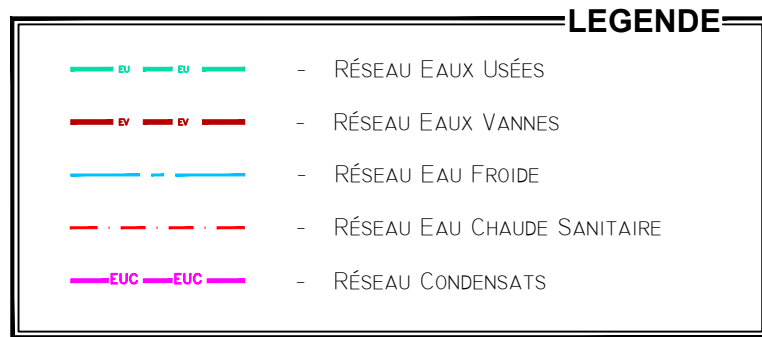 LEGENDE
EU EU - RÉSEAU EAUX USÉES
EV EV - RÉSEAU EAUX VANNES
- RÉSEAU EAU FROIDE
- RÉSEAU EAU CHAUDE SANITAIRE
EUC EUC - RÉSEAU CONDENSATS